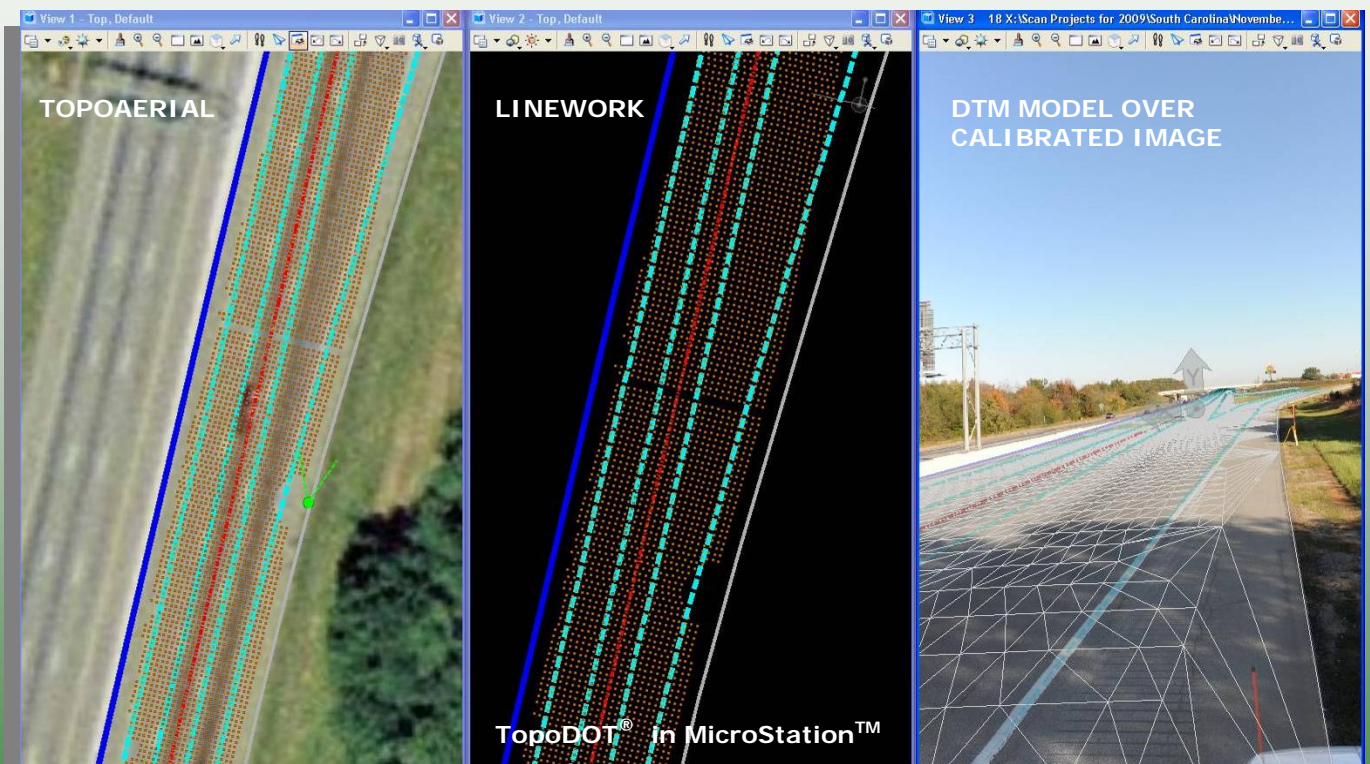 View 1 - Top, Default
View 2 - Top, Default
View 3 18 X:\Scan Projects for 2009\South Carolina\Novembe...
TOPOAERIAL
LINEWORK
DTM MODEL OVER
CALIBRATED IMAGE
Y
TopoDOT® in MicroStation™